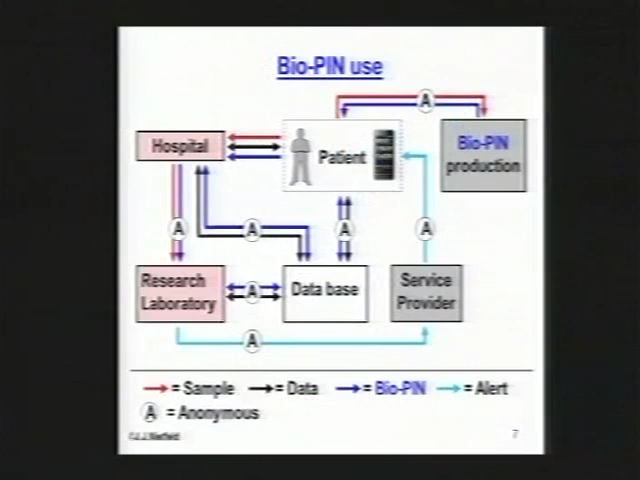 Bio-PIN use
A
Hospital
Patient
Bio-PIN
production
A
A
A
A
Research
Laboratory
A
Data base
Service
Provider
A
= Sample
= Data
= Bio-PIN
= Alert
A = Anonymous
7